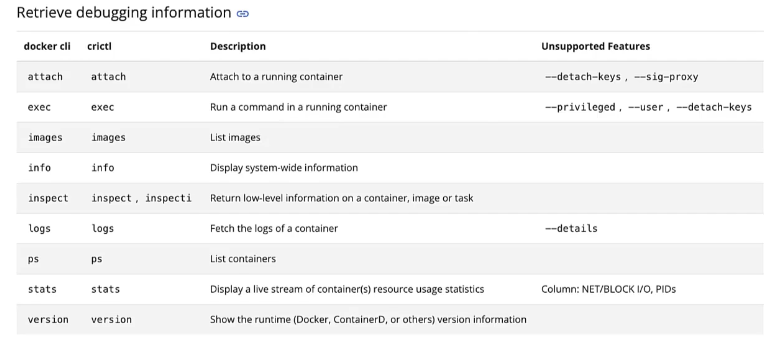 Retrieve debugging information
docker cli crictl Description Unsupported Features
attach attach Attach to a running container --detach-keys , --sig-proxy
exec exec Run a command in a running container --privileged , --user , --detach-keys
images images List images
info info Display system-wide information
inspect inspect , inspecti Return low-level information on a container, image or task
logs logs Fetch the logs of a container --details
ps ps List containers
stats stats Display a live stream of container(s) resource usage statistics Column: NET/BLOCK I/O, PIDs
version version Show the runtime (Docker, ContainerD, or others) version information